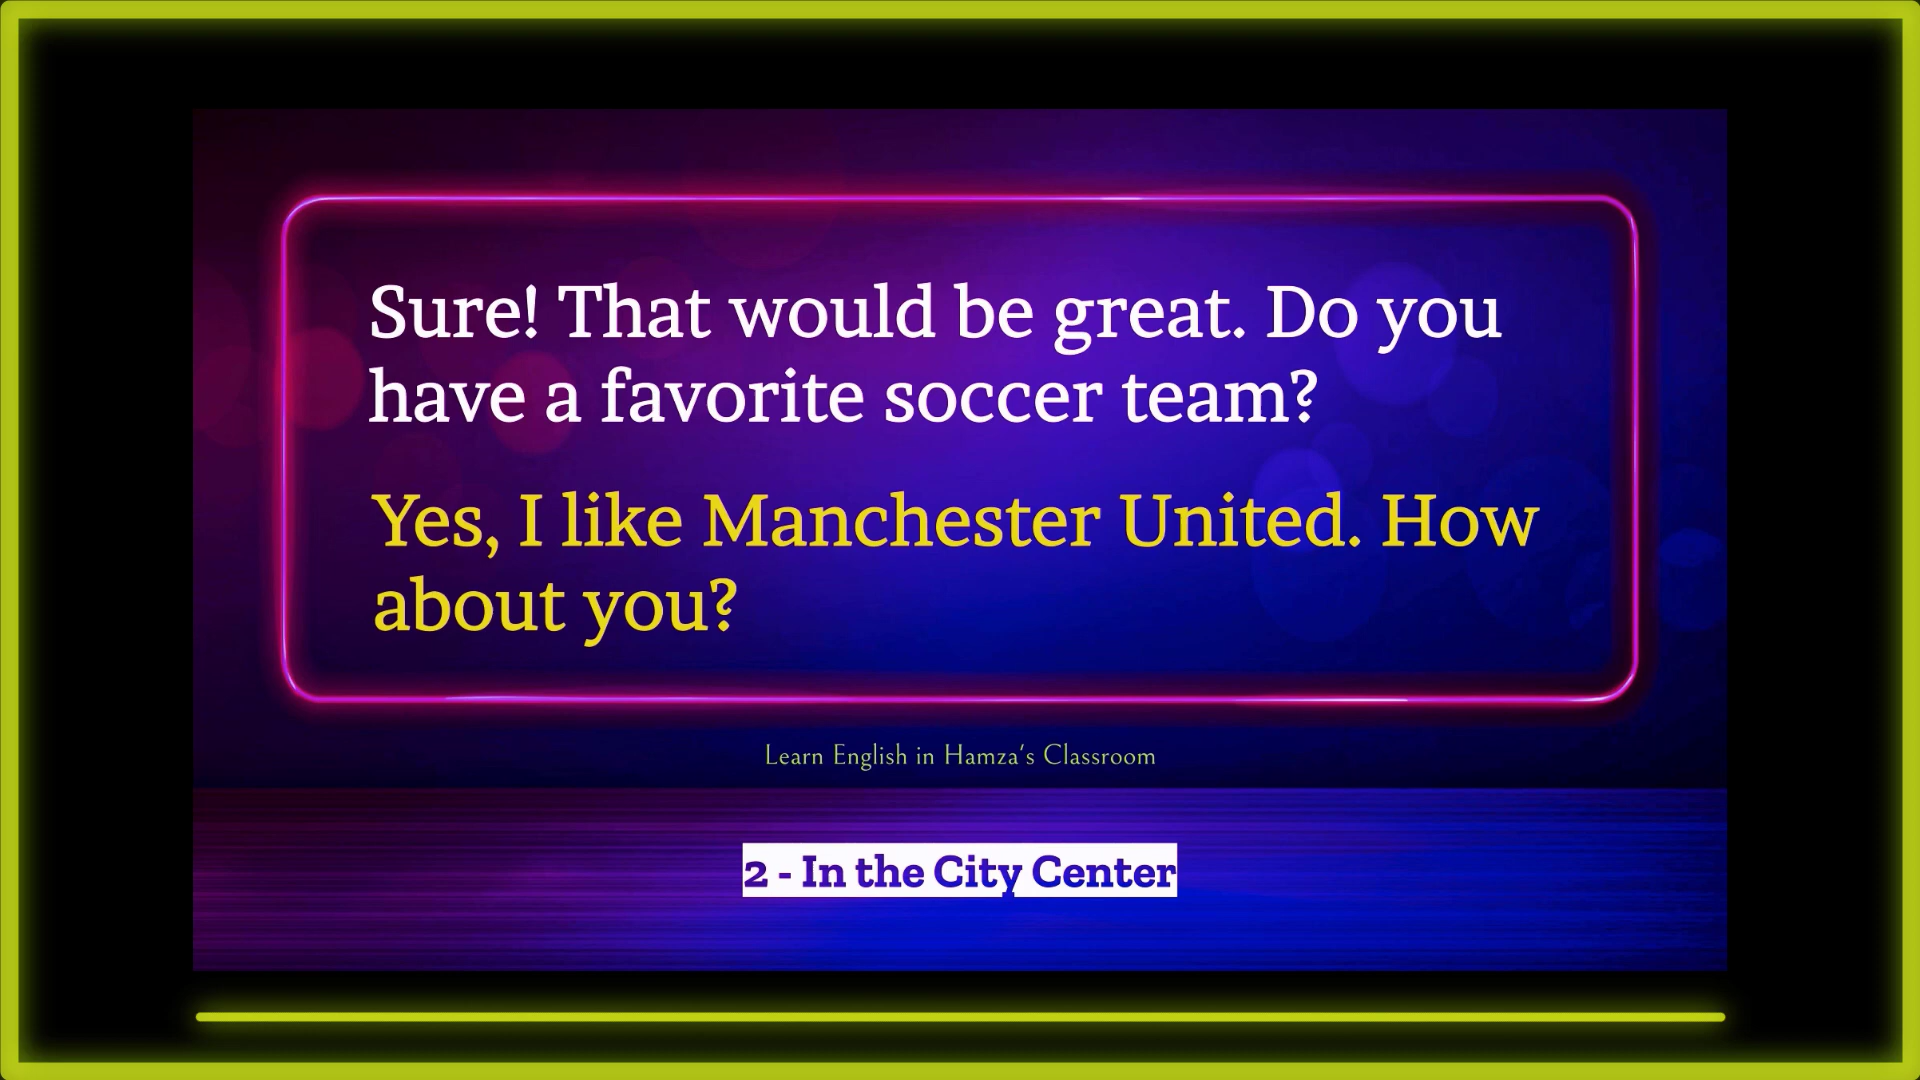 Sure! That would be great. Do you
have a favorite soccer team?
Yes, I like Manchester United. How
about you?
Learn English in Hamza's Classroom
2 - In the City Center